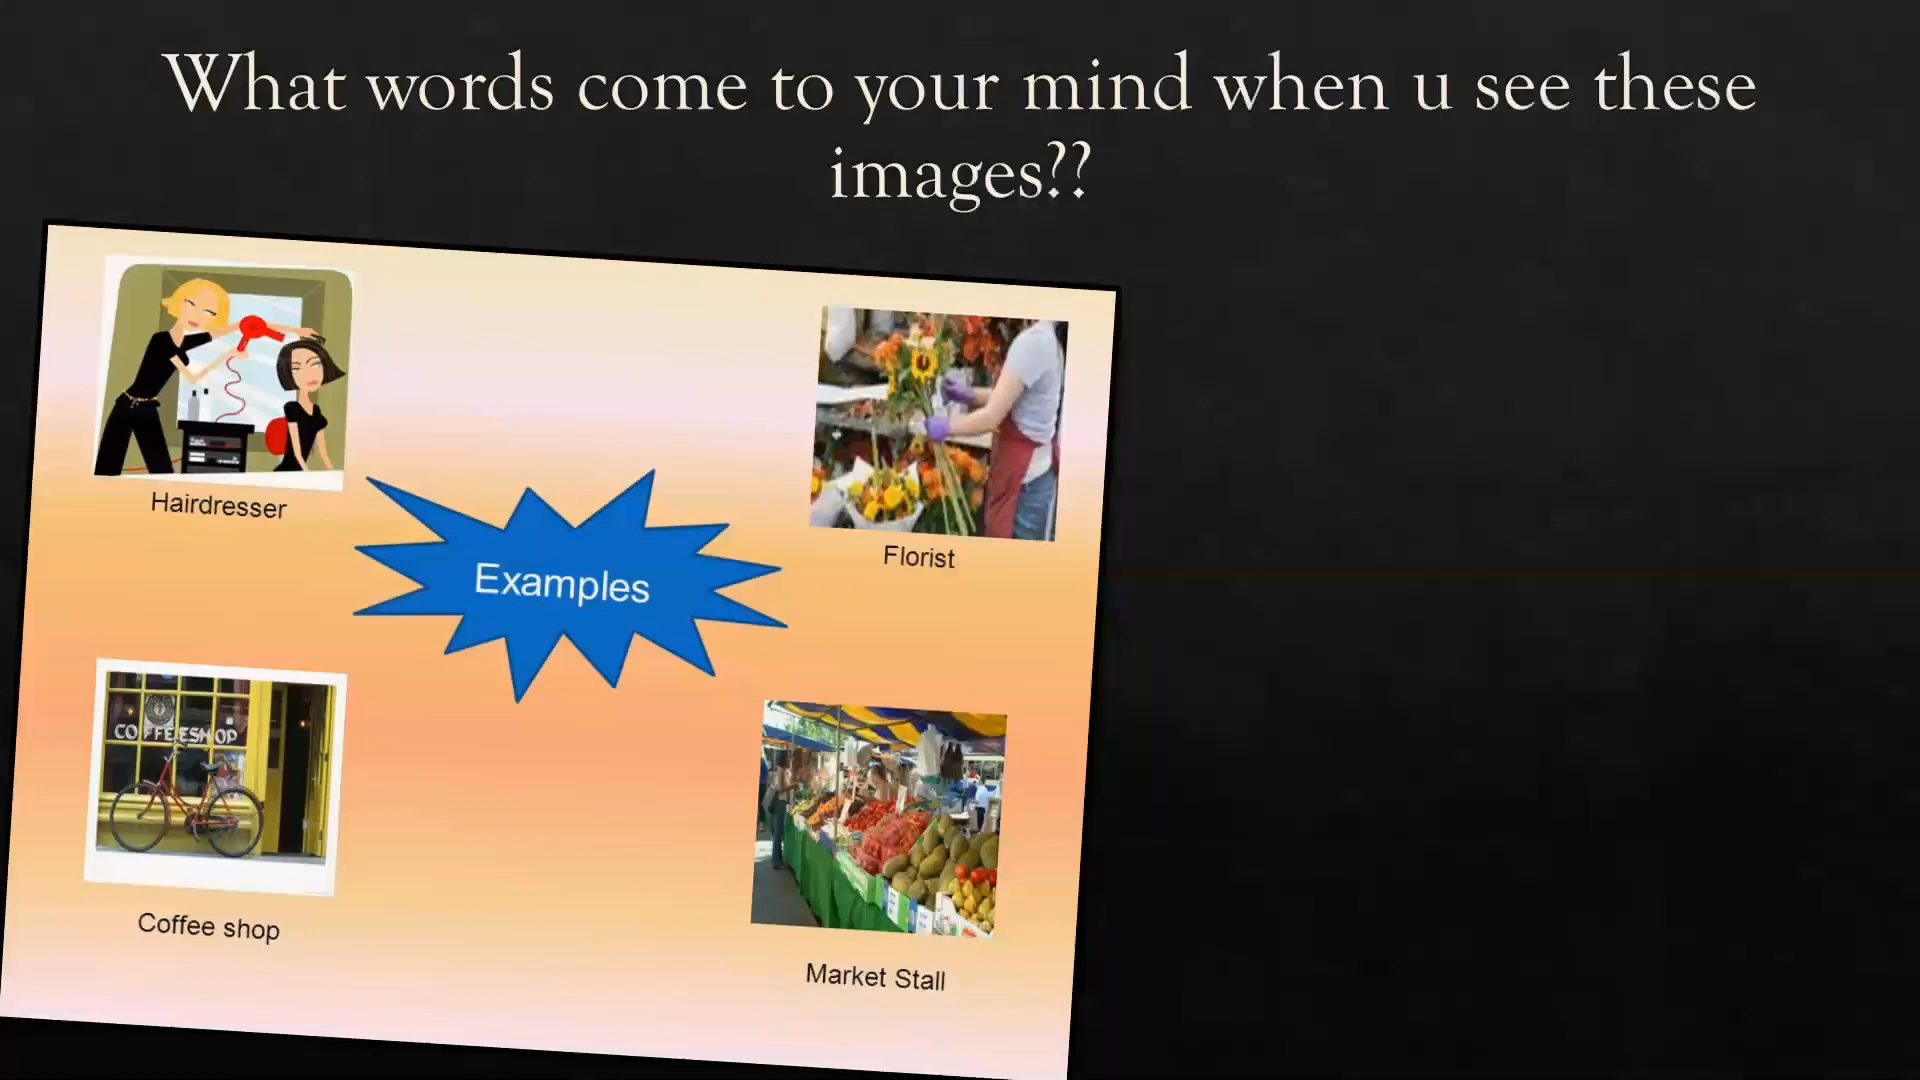 What words come to your mind when u see these
images??
Hairdresser
Florist
Examples
COFFEESHOP
Coffee shop
Market Stall